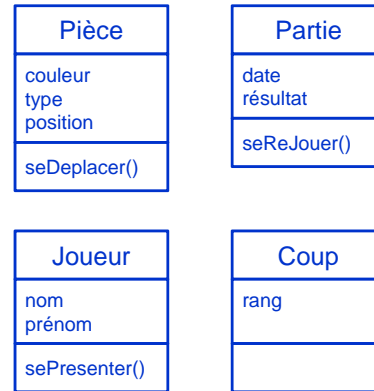 Pièce
couleur
type
position
seDeplacer()
Partie
date
résultat
seReJouer()
Joueur
nom
prénom
sePresenter()
Coup
rang